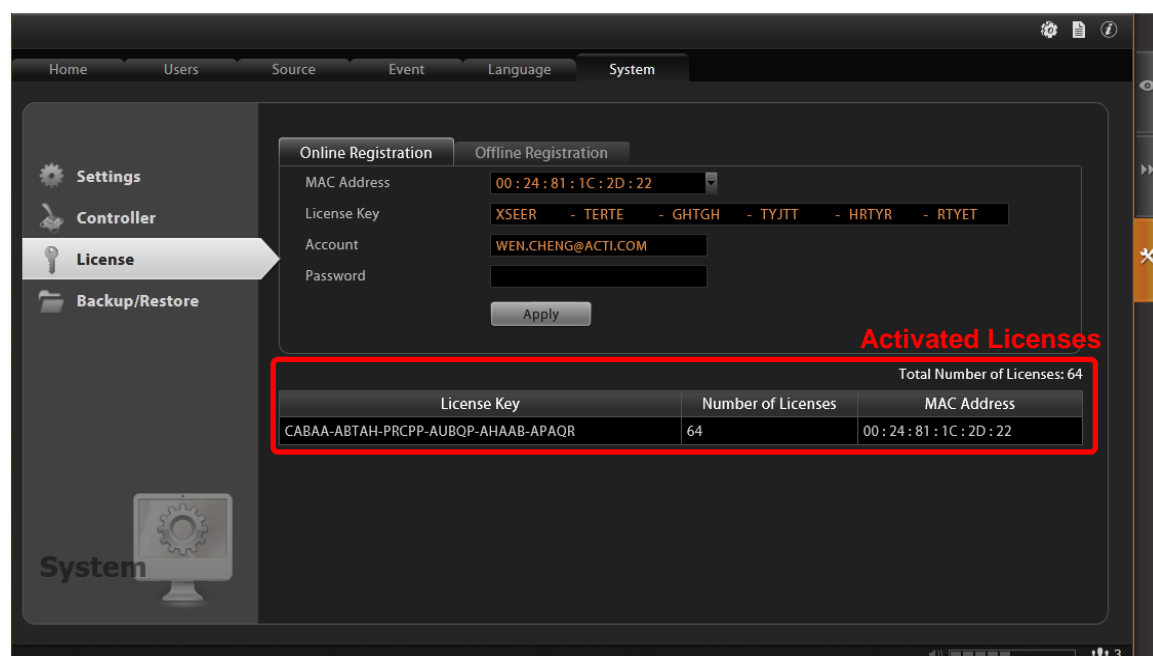 Home Users Source Event Language System
Online Registration Offline Registration
Settings
Controller
License
Backup/Restore
MAC Address 00 : 24 : 81 : 1C : 2D : 22
License Key XSEER - TERTE - GHTGH - TYJTT - HRTYR - RTYET
Account WEN.CHENG@ACTI.COM
Password
Apply
Activated Licenses
Total Number of Licenses: 64
License Key Number of Licenses MAC Address
CABAA-ABTAH-PRCPP-AUBQP-AHAAB-APAQR 64 00 : 24 : 81 : 1C : 2D : 22
System
3